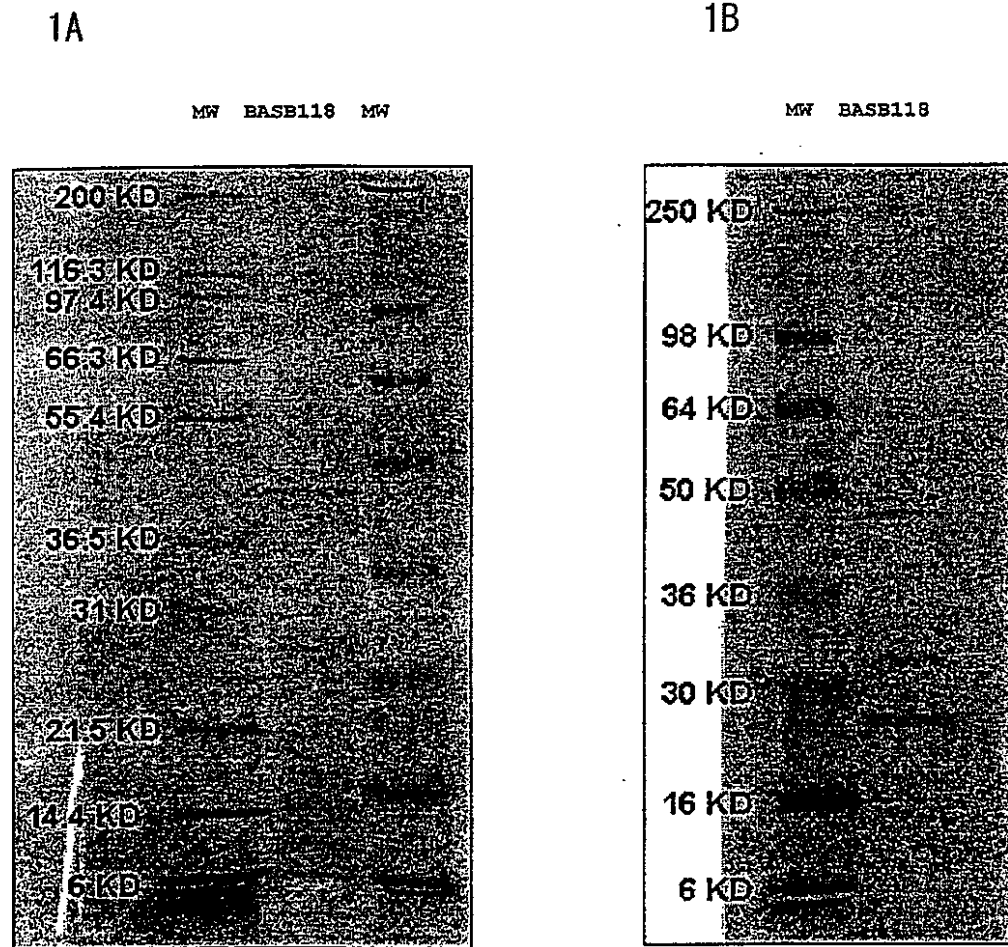 1A
MW BASB118 MW
200 KD
116.3 KD
97.4 KD
66.3 KD
55.4 KD
36.5 KD
31 KD
21.5 KD
14.4 KD
6 KD
1B
MW BASB118
250 KD
98 KD
64 KD
50 KD
36 KD
30 KD
16 KD
6 KD